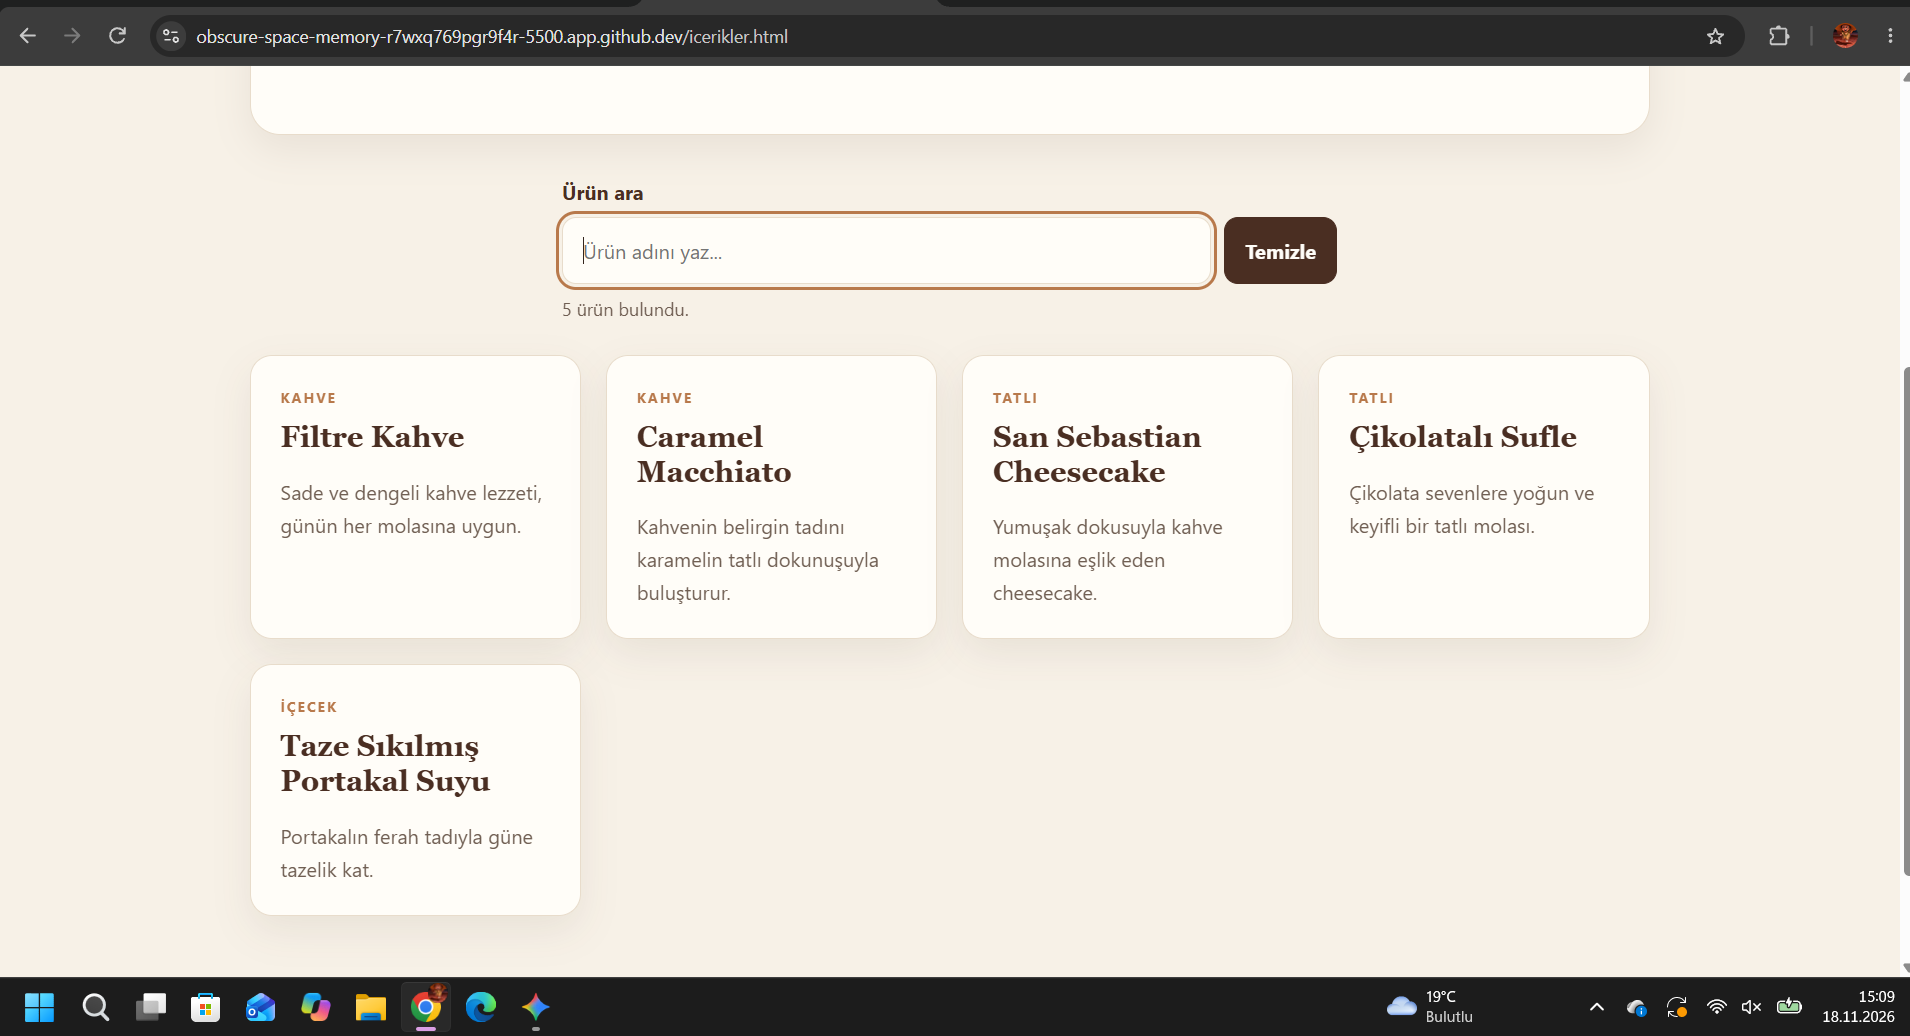 obscure-space-memory-r7wxq769pgr9f4r-5500.app.github.dev/icerikler.html
Ürün ara
Ürün adını yaz...
Temizle
5 ürün bulundu.
KAHVE
Filtre Kahve
Sade ve dengeli kahve lezzeti,
günün her molasına uygun.
KAHVE
Caramel
Macchiato
Kahvenin belirgin tadını
karamelin tatlı dokunuşuyla
buluşturur.
TATLI
San Sebastian
Cheesecake
Yumuşak dokusuyla kahve
molasına eşlik eden
cheesecake.
TATLI
Çikolatalı Sufle
Çikolata sevenlere yoğun ve
keyifli bir tatlı molası.
İÇECEK
Taze Sıkılmış
Portakal Suyu
Portakalın ferah tadıyla güne
tazelik kat.
19°C
Bulutlu
15:09
18.11.2026